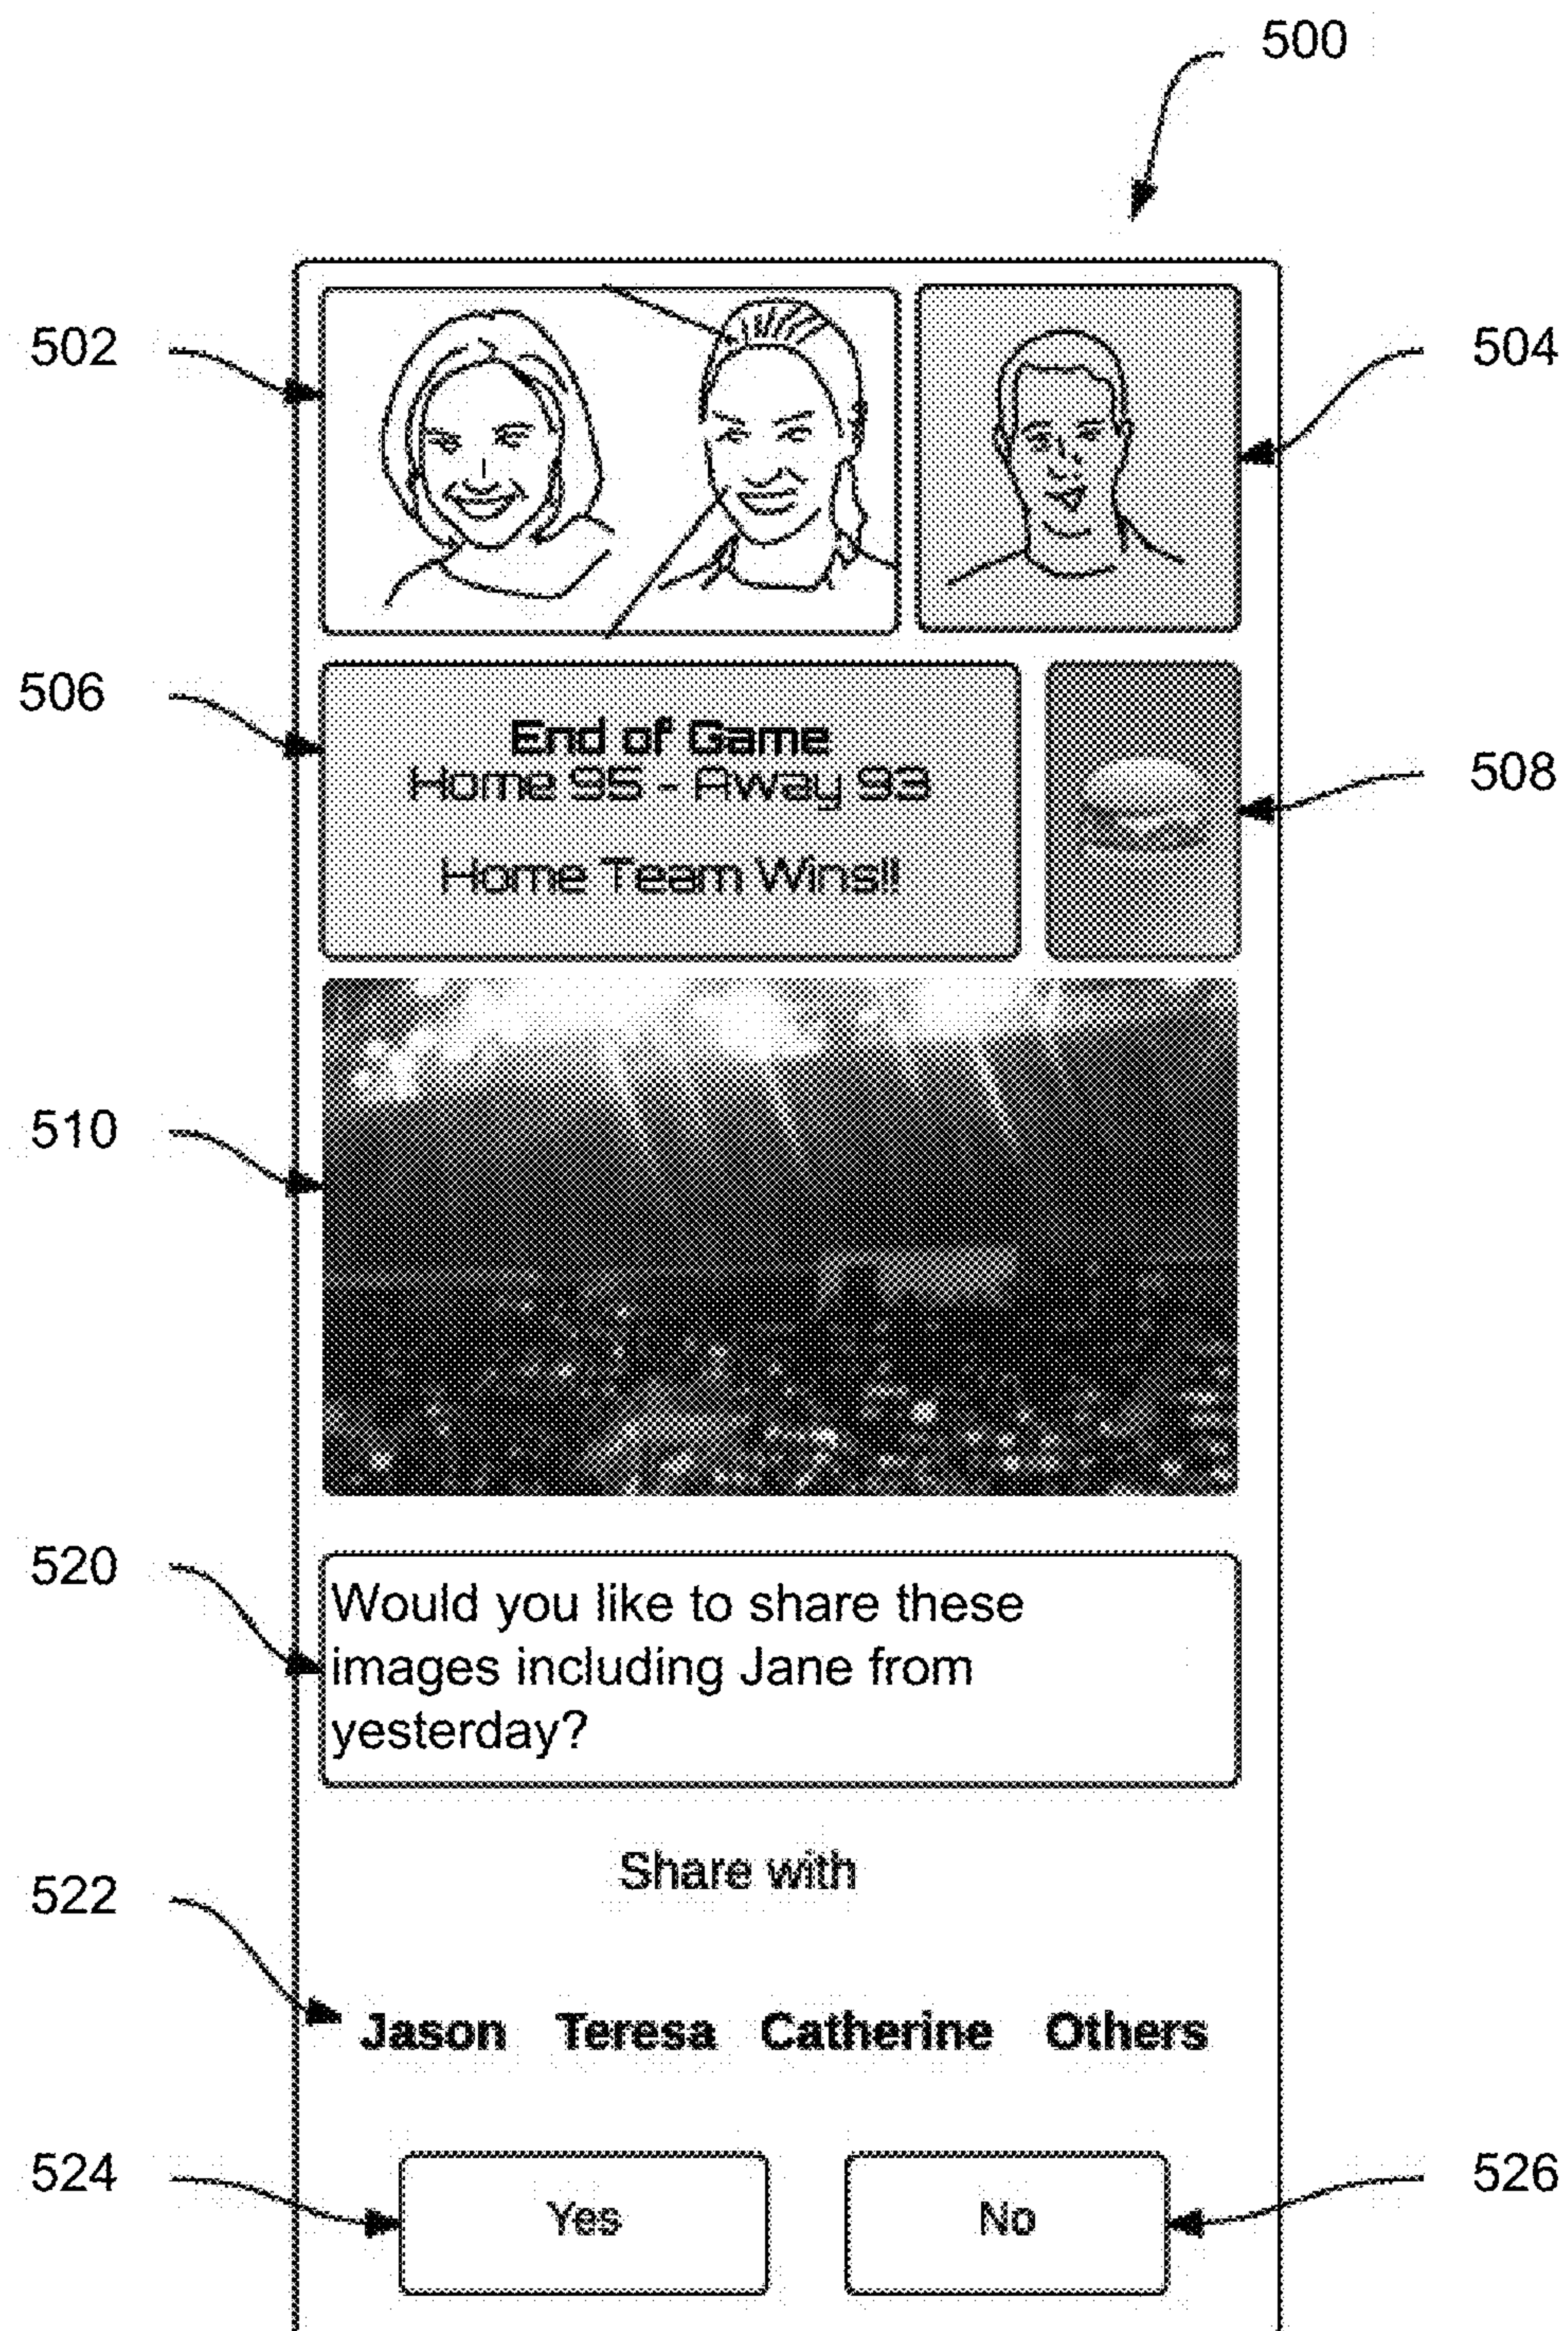 500
502
504
506
End of Game
Home 95 - Away 93
Home Team Wins!!
508
510
520
Would you like to share these
images including Jane from
yesterday?
Share with
522
Jason Teresa Catherine Others
524
Yes
No
526